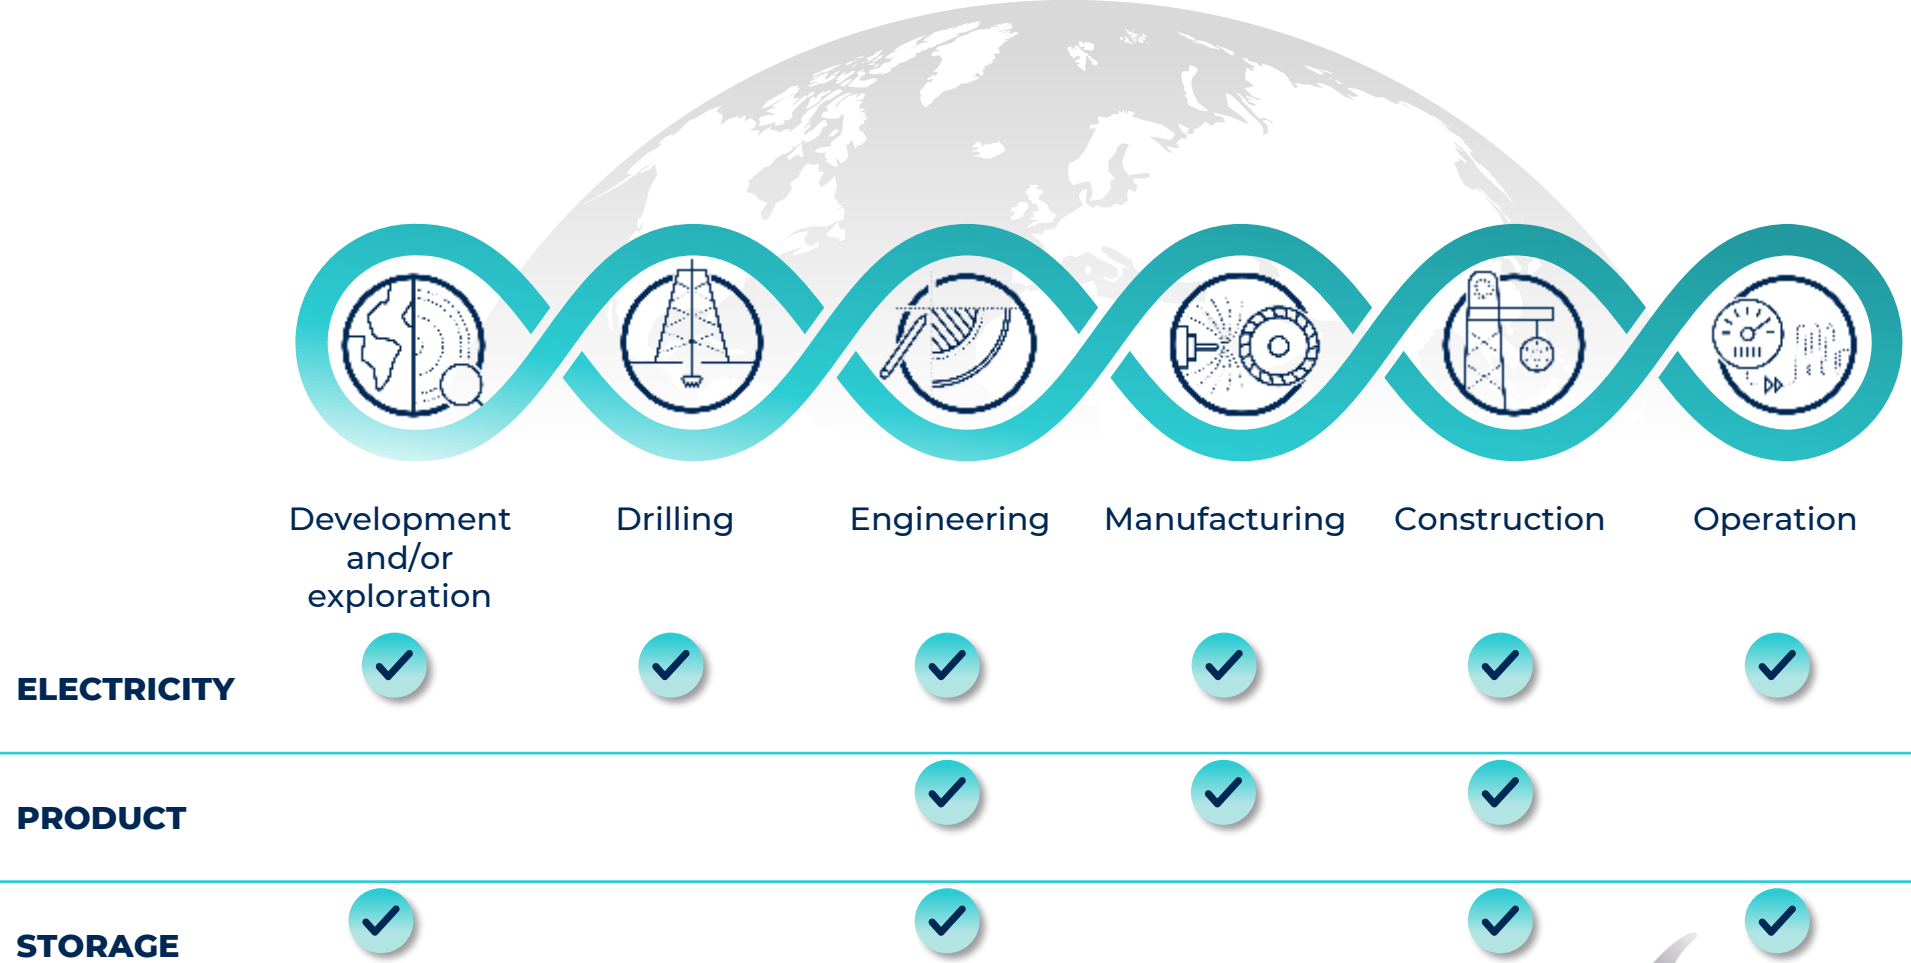 Development
and/or
exploration
Drilling
Engineering
Manufacturing
Construction
Operation
ELECTRICITY
PRODUCT
STORAGE